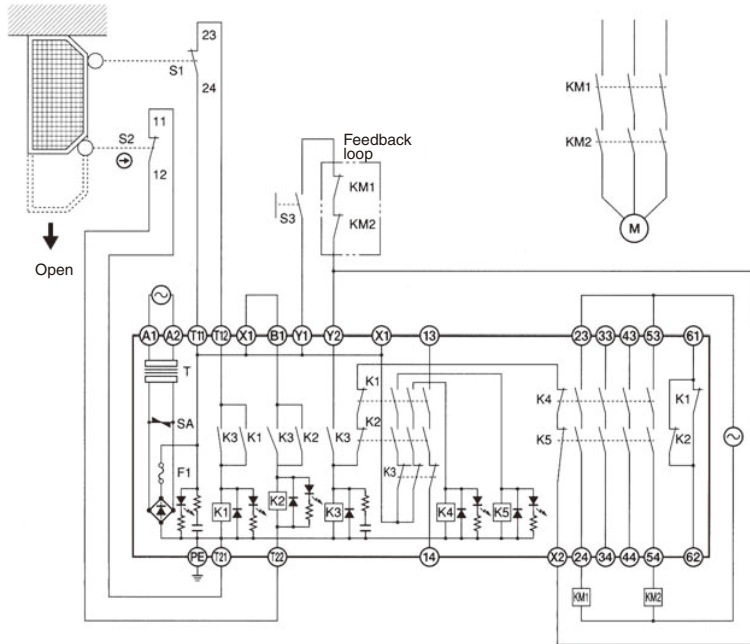 23
S1
24
11
S2
12
Open
Feedback
loop
KM1
KM2
S3
KM1
KM2
M
A1 A2 T11 T12 X1 B1 Y1 Y2 X1 13 23 33 43 53 61
T
SA
F1
K3 K1 K3 K2 K3
K1
K2
K3
K4
K5
K1
K2
K1 K2 K3 K4 K5
PE T21 T22 14 X2 24 34 44 54 62
KM1 KM2